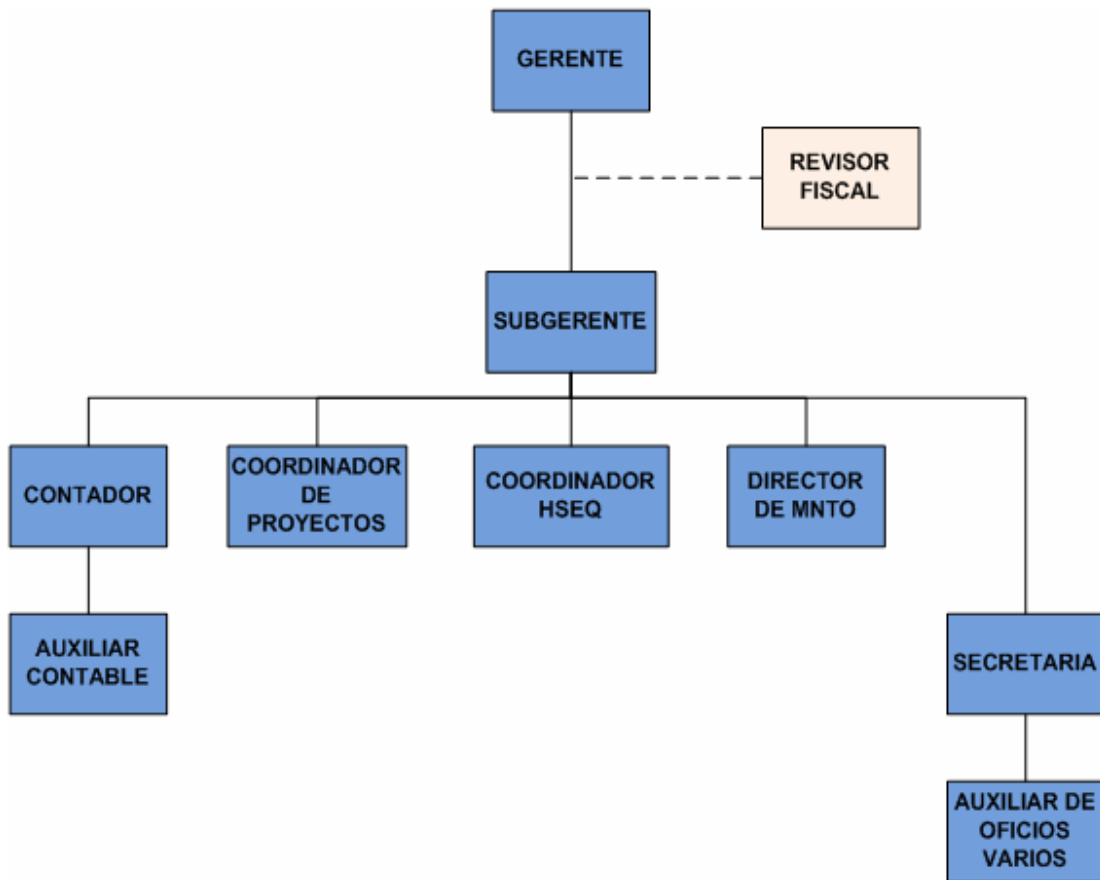 GERENTE
REVISOR
FISCAL
SUBGERENTE
CONTADOR
COORDINADOR
DE
PROYECTOS
COORDINADOR
HSEQ
DIRECTOR
DE MNTO
AUXILIAR
CONTABLE
SECRETARIA
AUXILIAR DE
OFICIOS
VARIOS